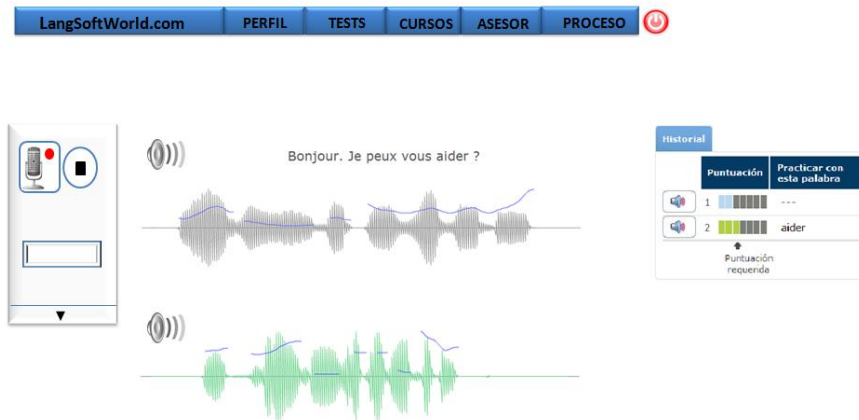 LangSoftWorld.com PERFIL TESTS CURSOS ASESOR PROCESO
Bonjour. Je peux vous aider ?
Historial
Puntuación Practicar con
esta palabra
1 ---
2 aider
Puntuación
requerida